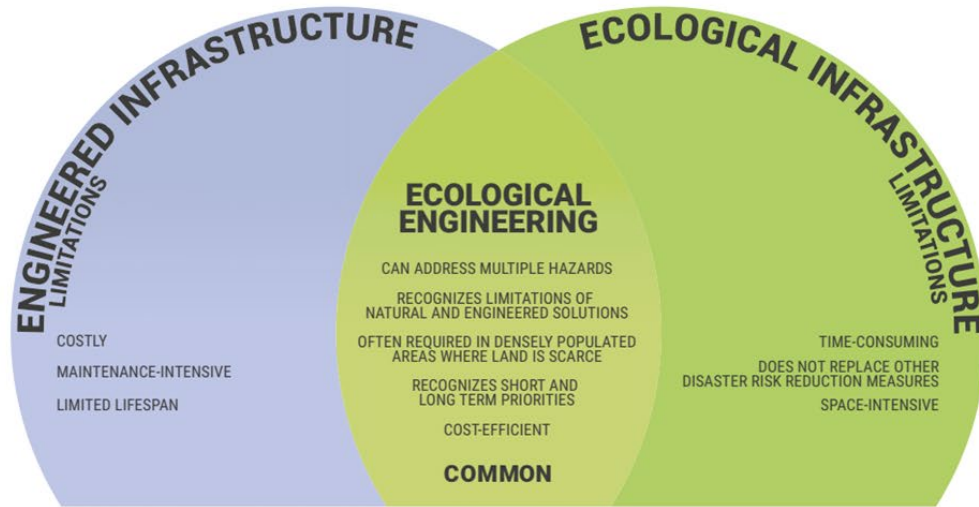 ENGINEERED INFRASTRUCTURE
LIMITATIONS
COSTLY
MAINTENANCE-INTENSIVE
LIMITED LIFESPAN
ECOLOGICAL
ENGINEERING
CAN ADDRESS MULTIPLE HAZARDS
RECOGNIZES LIMITATIONS OF
NATURAL AND ENGINEERED SOLUTIONS
OFTEN REQUIRED IN DENSELY POPULATED
AREAS WHERE LAND IS SCARCE
RECOGNIZES SHORT AND
LONG TERM PRIORITIES
COST-EFFICIENT
COMMON
ECOLOGICAL INFRASTRUCTURE
LIMITATIONS
TIME-CONSUMING
DOES NOT REPLACE OTHER
DISASTER RISK REDUCTION MEASURES
SPACE-INTENSIVE